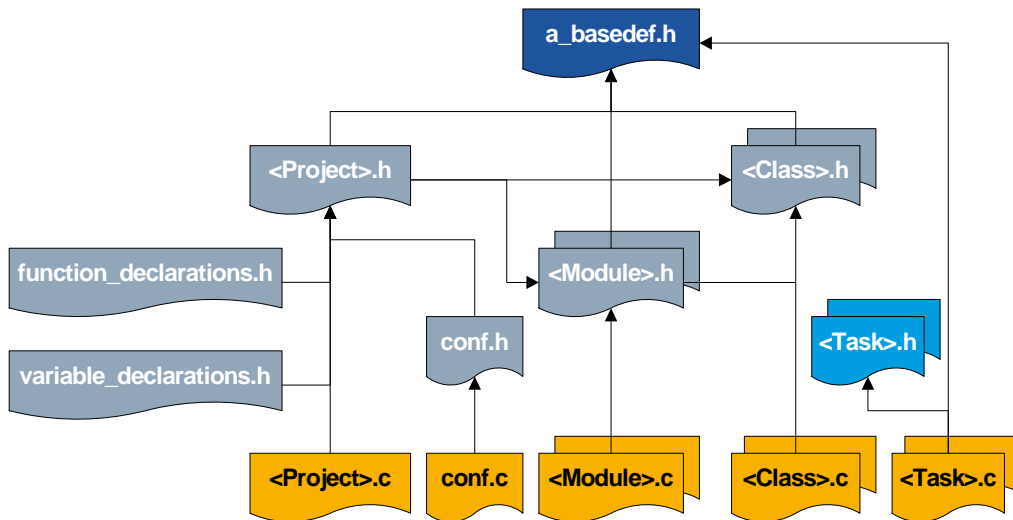 a_basedef.h
<Project>.h
<Class>.h
function_declarations.h
<Module>.h
conf.h
<Task>.h
variable_declarations.h
<Project>.c
conf.c
<Module>.c
<Class>.c
<Task>.c